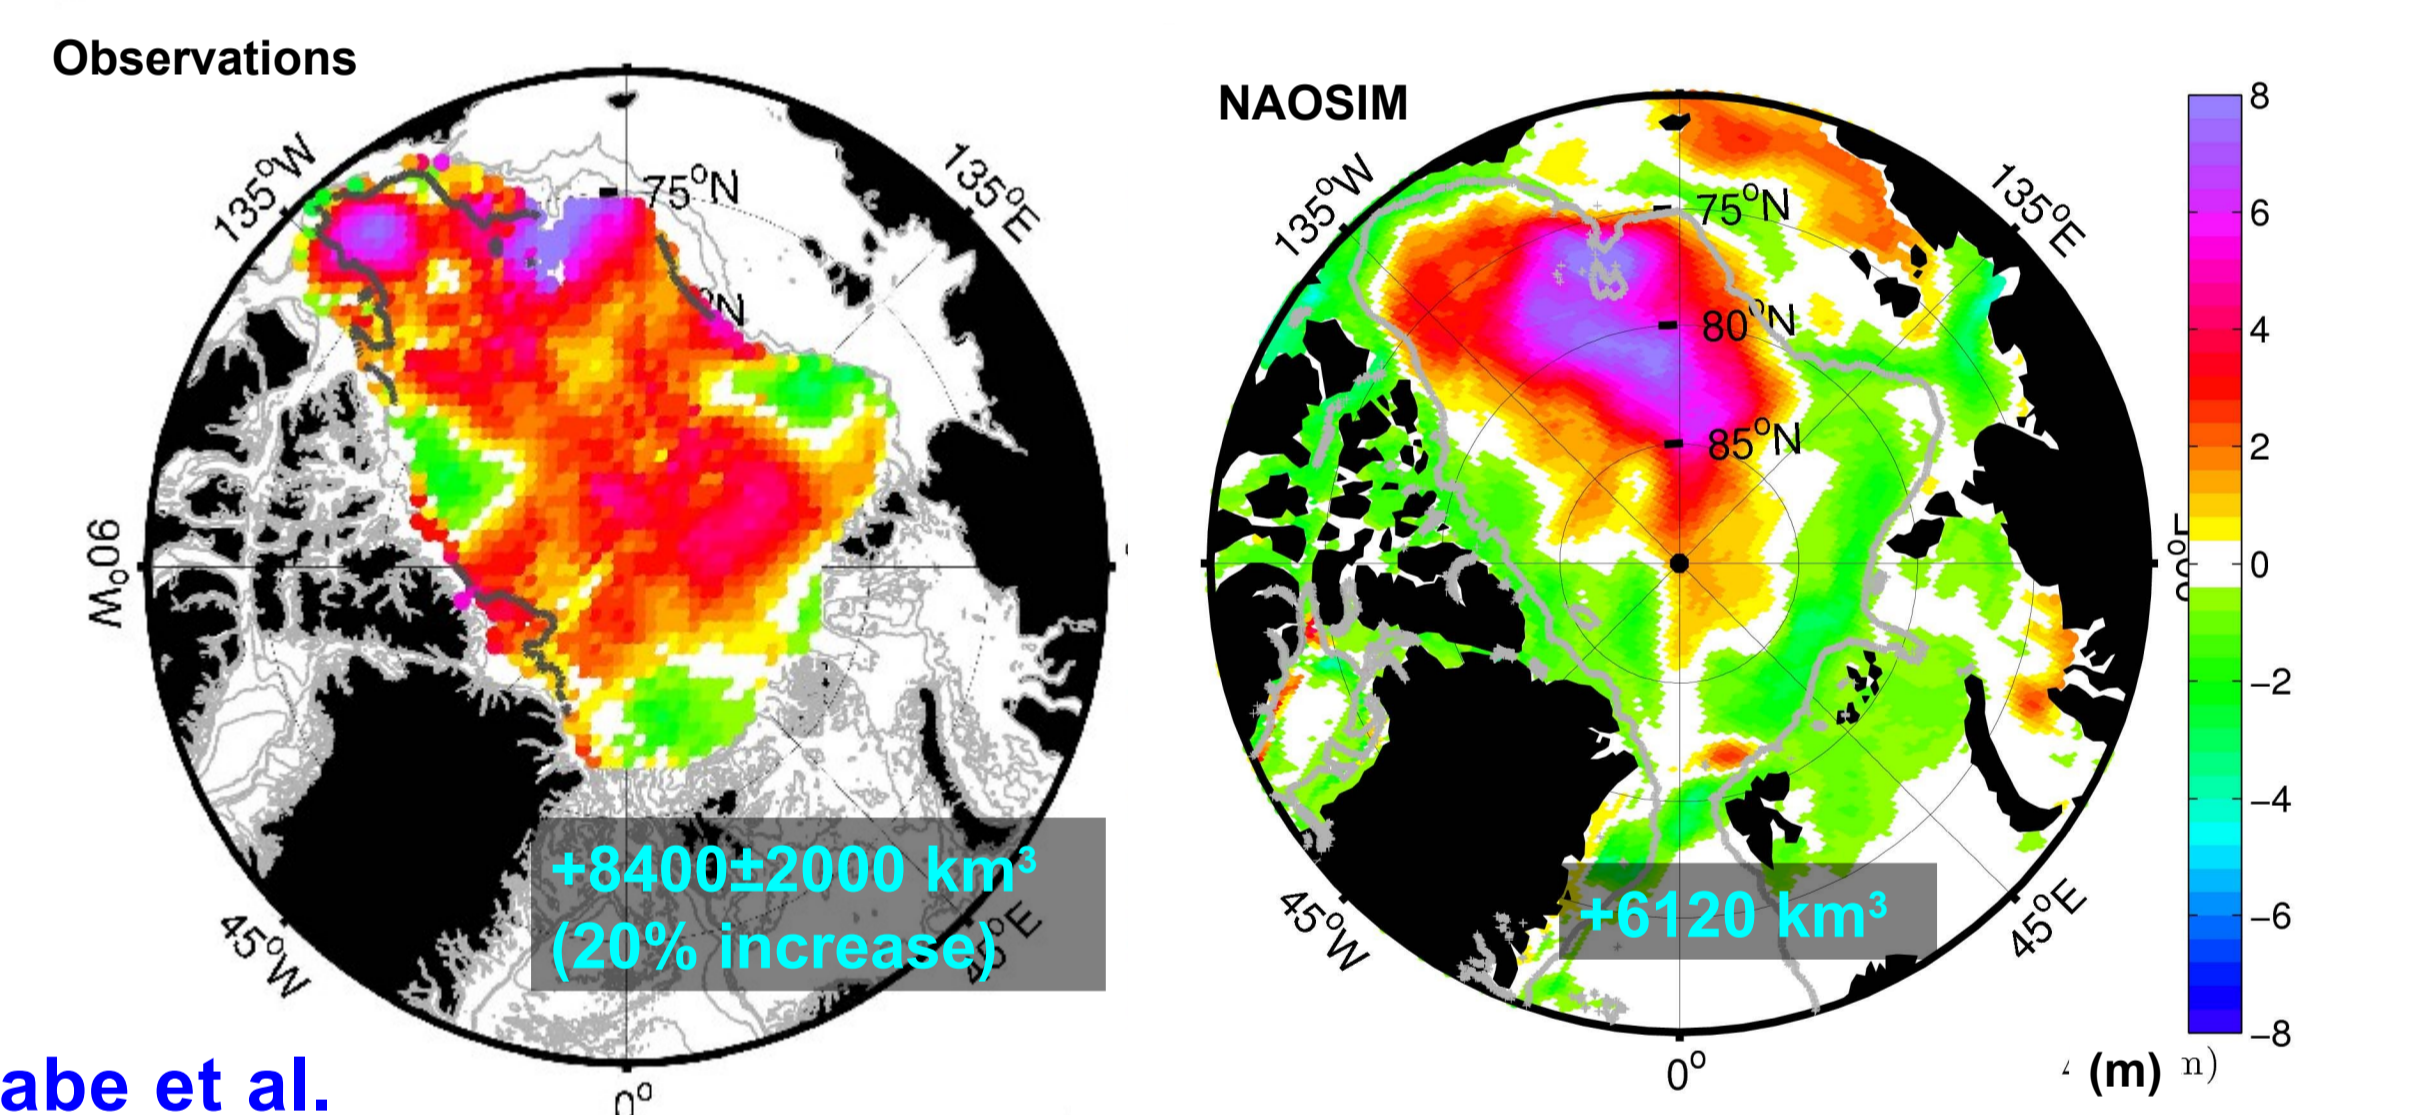 Observations
135°W
75°N
135°E
°N
90°W
45°W
+8400±2000 km³
(20% increase)
45°E
0°
abe et al.
NAOSIM
135°W
75°N
135°E
80°N
85°N
45°W
+6120 km³
45°E
0°
8
6
4
2
0
−2
−4
−6
−8
(m)
n)